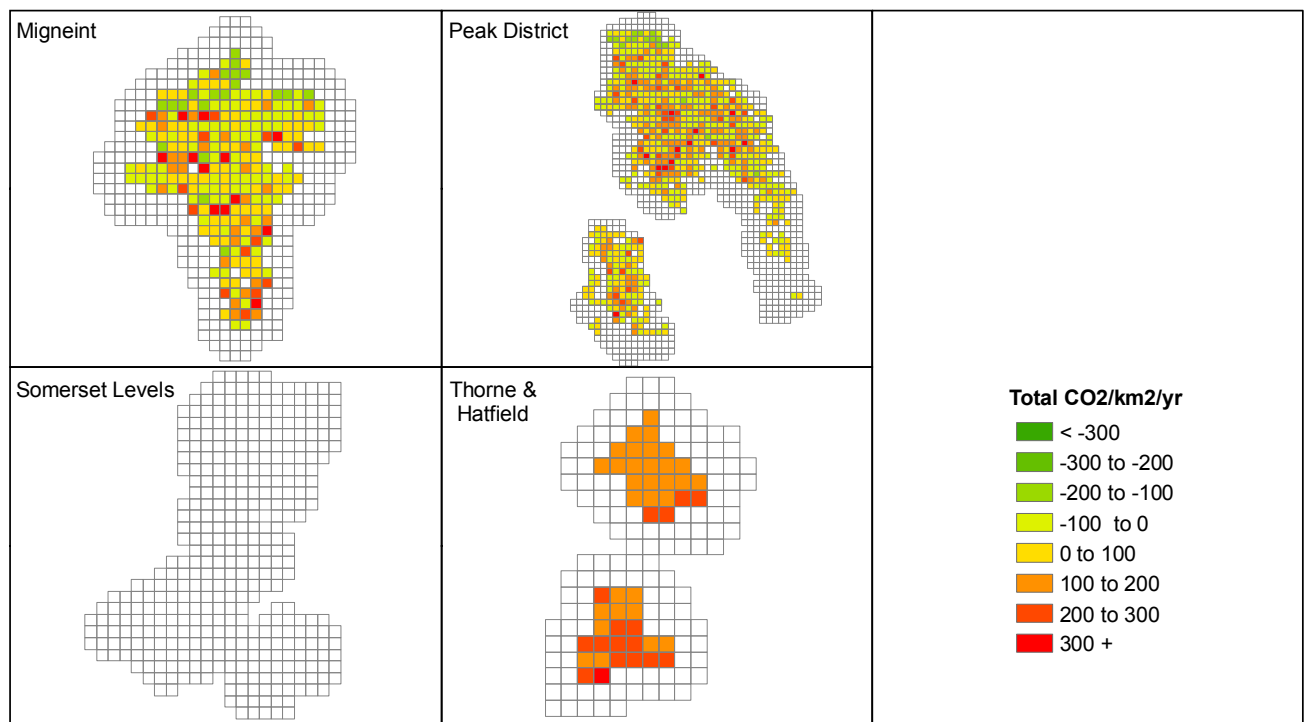 Migneint
Peak District
Somerset Levels
Thorne &
Hatfield
Total CO2/km2/yr
< -300
-300 to -200
-200 to -100
-100 to 0
0 to 100
100 to 200
200 to 300
300 +